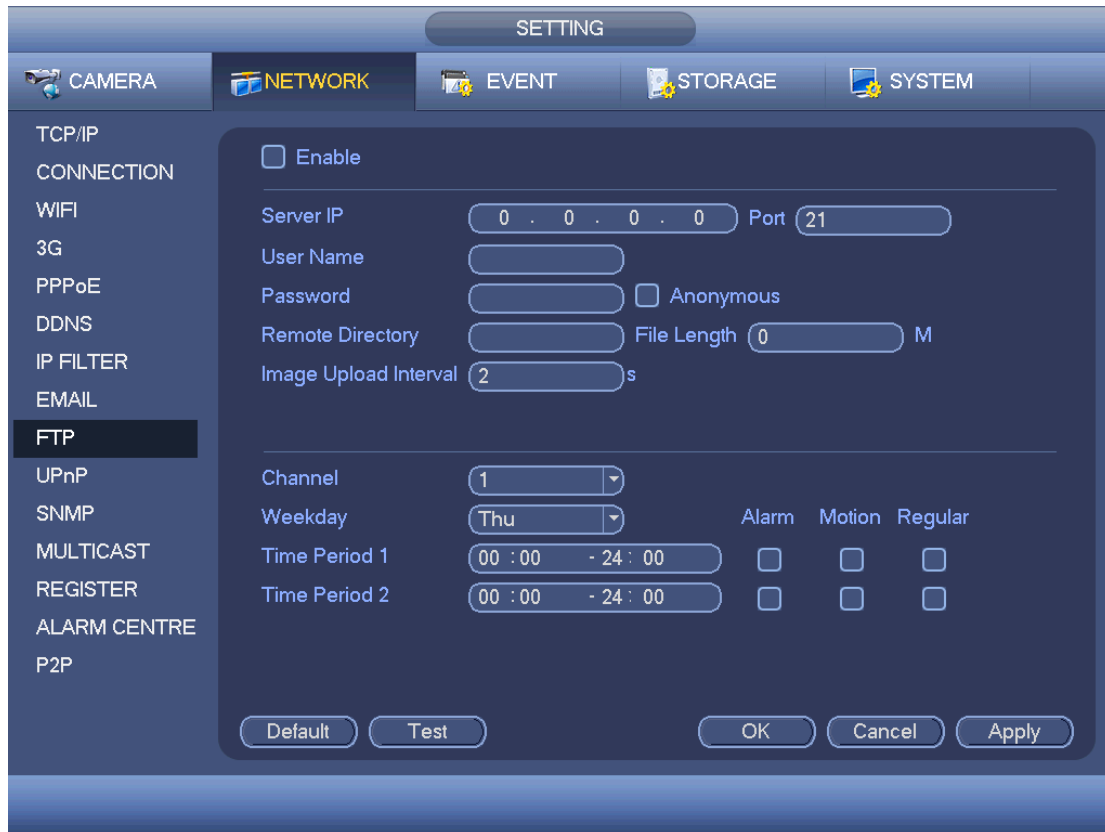 SETTING
CAMERA NETWORK EVENT STORAGE SYSTEM
TCP/IP
CONNECTION
WIFI
3G
PPPoE
DDNS
IP FILTER
EMAIL
FTP
UPnP
SNMP
MULTICAST
REGISTER
ALARM CENTRE
P2P
Enable
Server IP 0 . 0 . 0 . 0 Port 21
User Name
Password Anonymous
Remote Directory File Length 0 M
Image Upload Interval 2 s
Channel 1
Weekday Thu Alarm Motion Regular
Time Period 1 00 :00 - 24 : 00
Time Period 2 00 :00 - 24 : 00
Default Test OK Cancel Apply